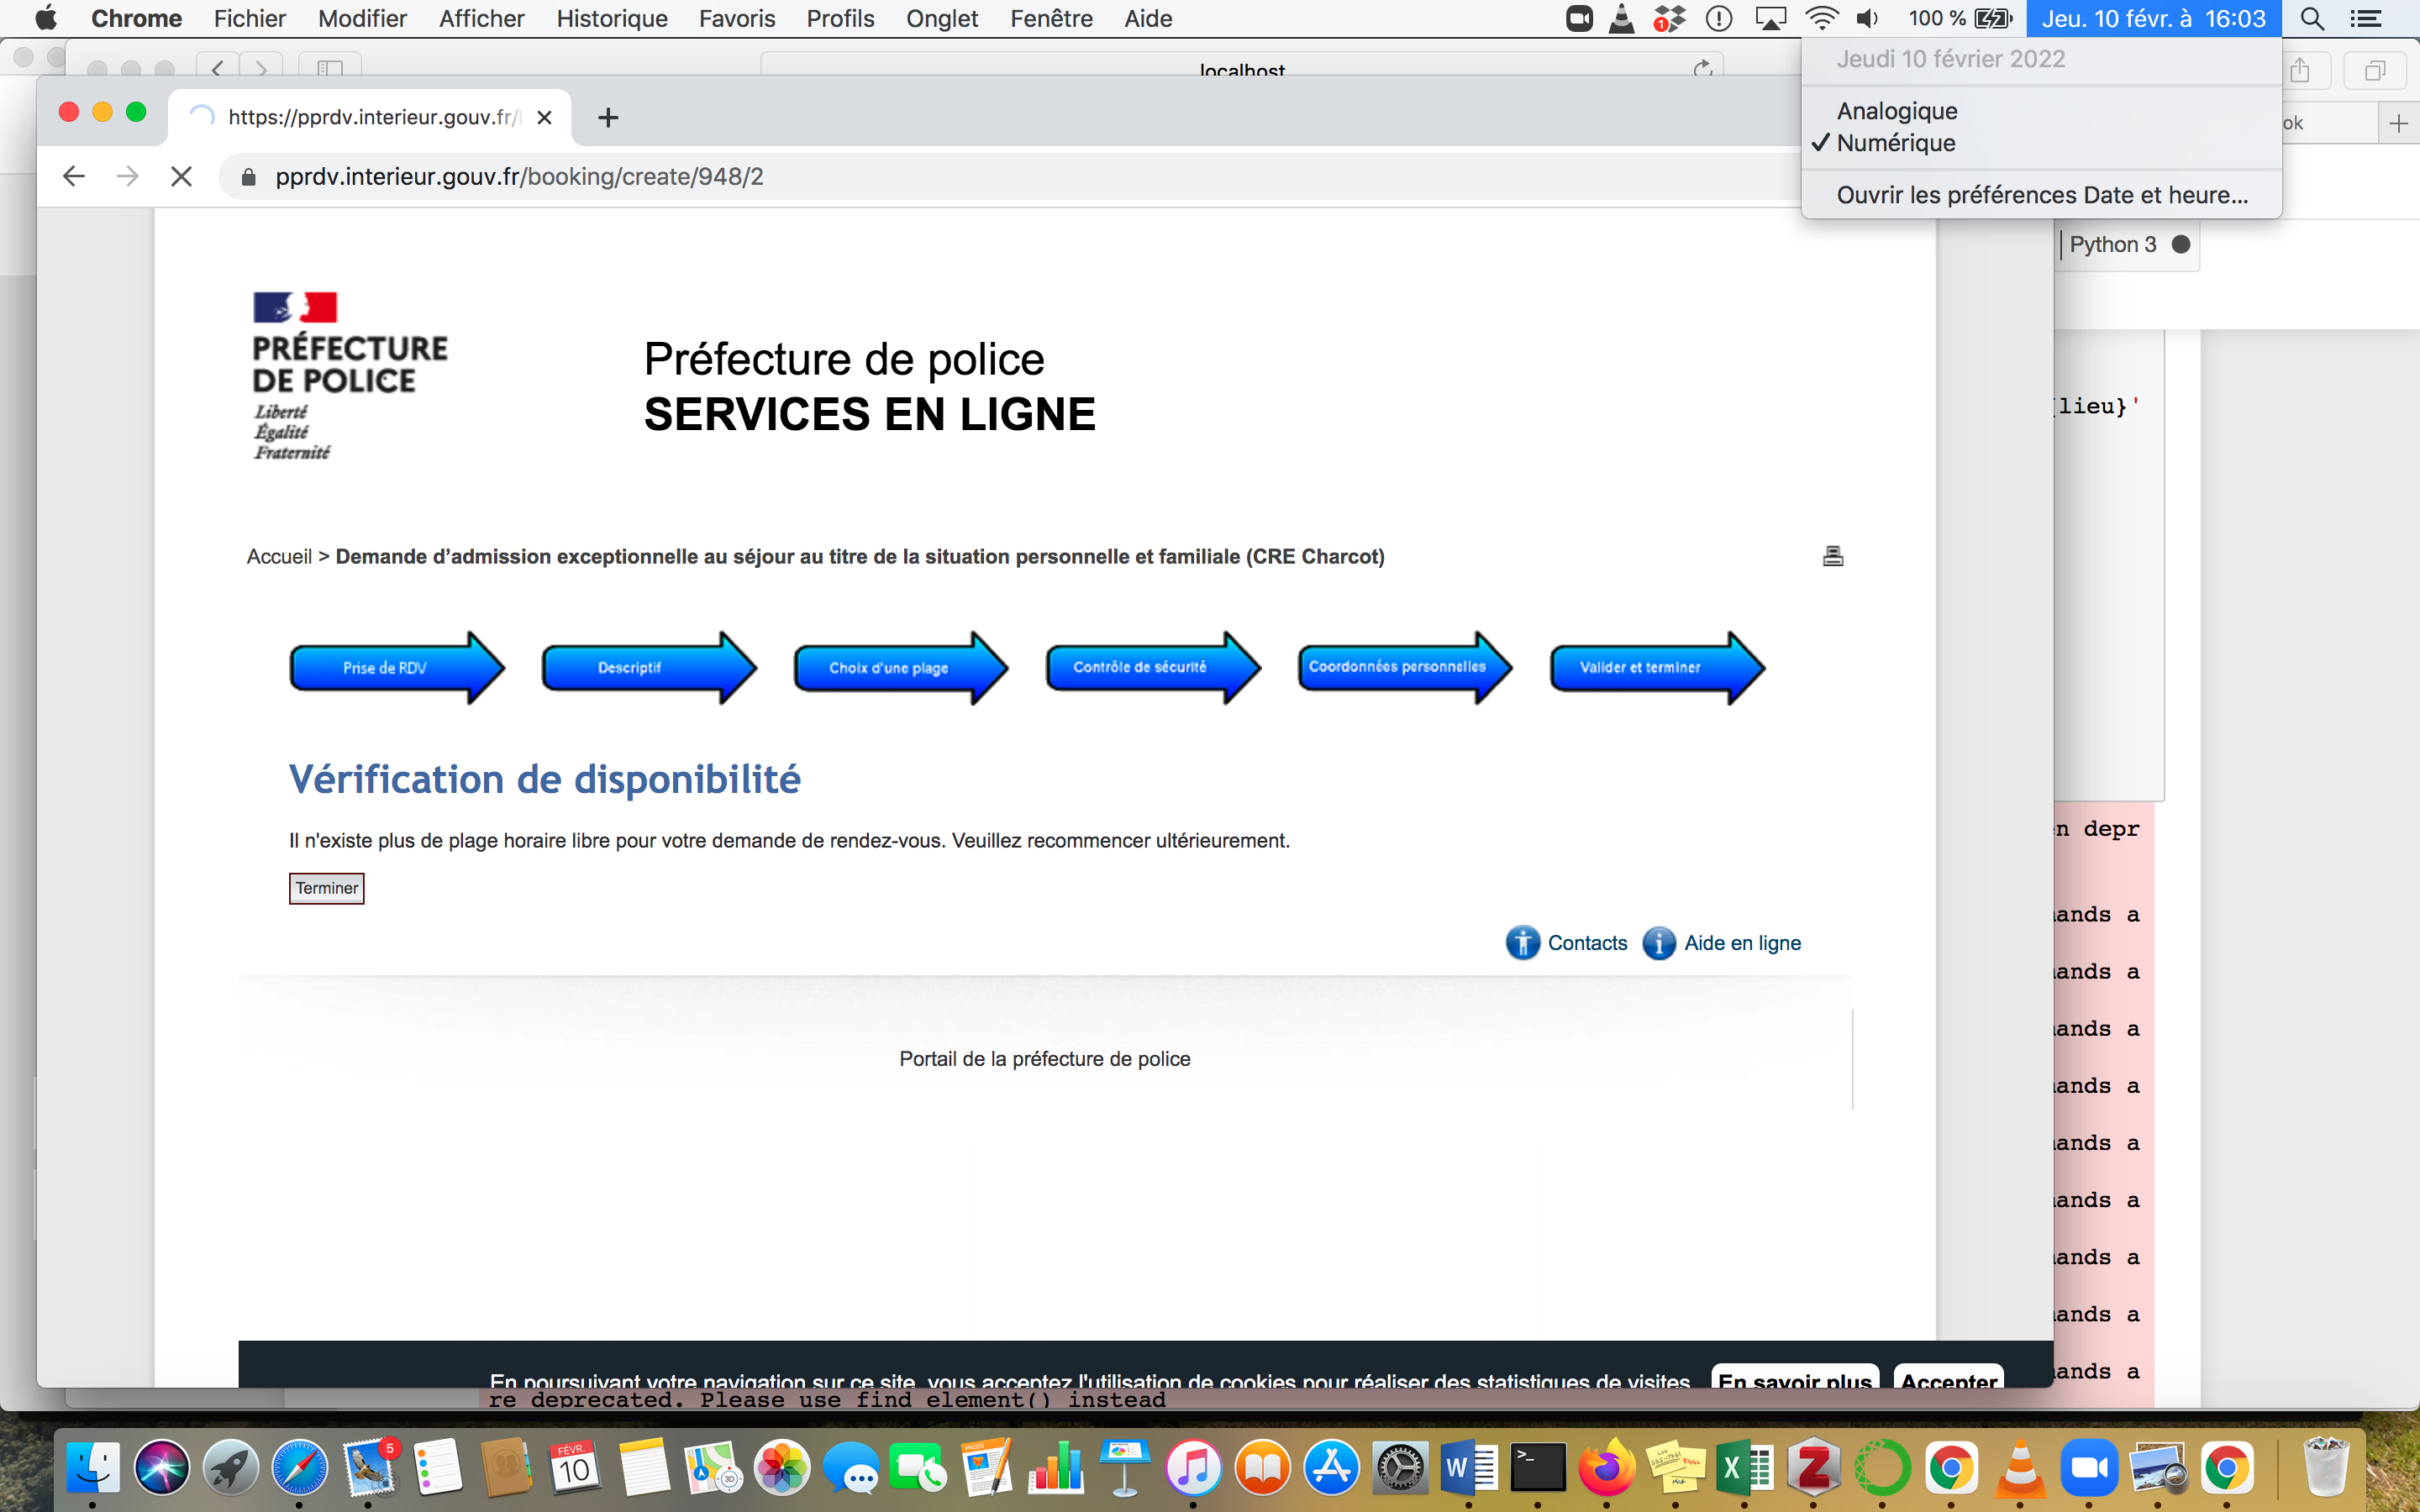 Chrome Fichier Modifier Afficher Historique Favoris Profils Onglet Fenêtre Aide 1 100 % Jeu. 10 févr. à 16:03
Jeudi 10 février 2022
Analogique
✓ Numérique
Ouvrir les préférences Date et heure...
localhost
https://pprdv.interieur.gouv.fr/
ok
pprdv.interieur.gouv.fr/booking/create/948/2
Python 3
PRÉFECTURE
DE POLICE
Liberté
Égalité
Fraternité
Préfecture de police
SERVICES EN LIGNE
lieu}'
Accueil > Demande d’admission exceptionnelle au séjour au titre de la situation personnelle et familiale (CRE Charcot)
Prise de RDV
Descriptif
Choix d'une plage
Contrôle de sécurité
Coordonnées personnelles
Valider et terminer
Vérification de disponibilité
Il n'existe plus de plage horaire libre pour votre demande de rendez-vous. Veuillez recommencer ultérieurement.
Terminer
Contacts
Aide en ligne
Portail de la préfecture de police
n depr
ands a
ands a
ands a
ands a
ands a
ands a
ands a
ands a
ands a
En poursuivant votre navigation sur ce site, vous acceptez l'utilisation de cookies pour réaliser des statistiques de visites
En savoir plus
Accepter
re deprecated. Please use find element() instead
5
FÉVR.
10
PAGES
3D